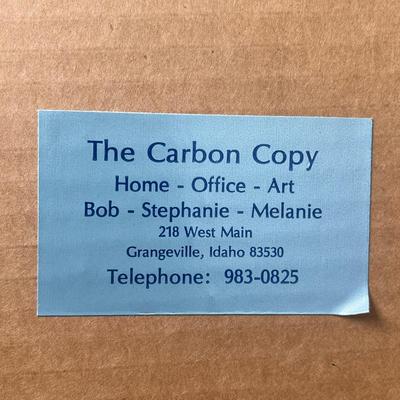 The Carbon Copy
Home - Office - Art
Bob - Stephanie - Melanie
218 West Main
Grangeville, Idaho 83530
Telephone: 983-0825